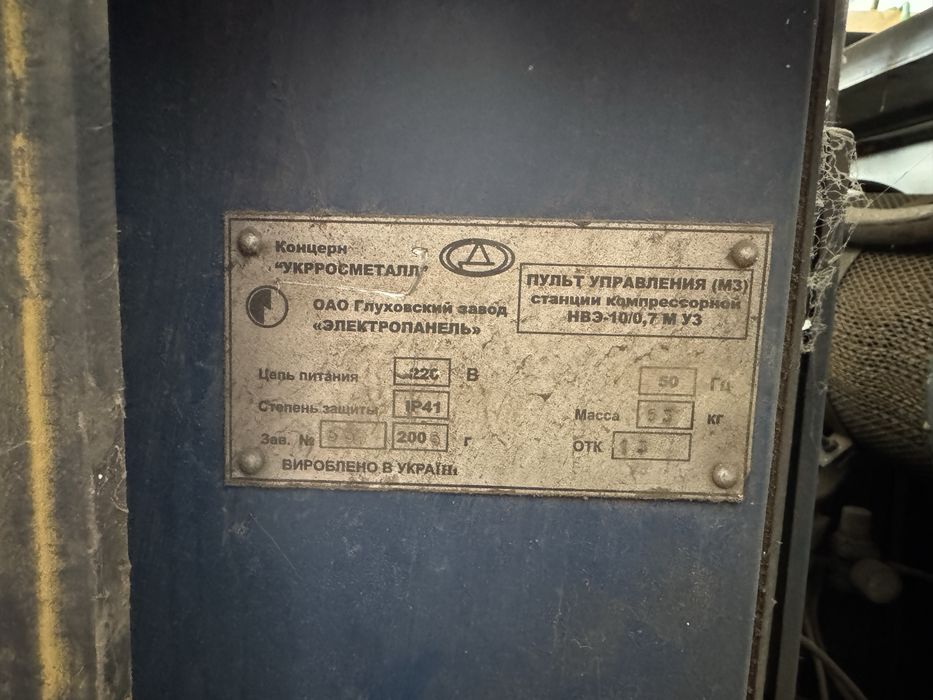 Концерн
"УКРРОСМЕТАЛЛ"
ОАО Глуховский завод
«ЭЛЕКТРОПАНЕЛЬ»
ПУЛЬТ УПРАВЛЕНИЯ (М3)
станции компрессорной
НВЭ-10/0,7 М У3
Цепь питания ~220 В
50 Гц
Степень защиты IP41
Масса кг
Зав. № г
ОТК
ВИРОБЛЕНО В УКРАЇНІ